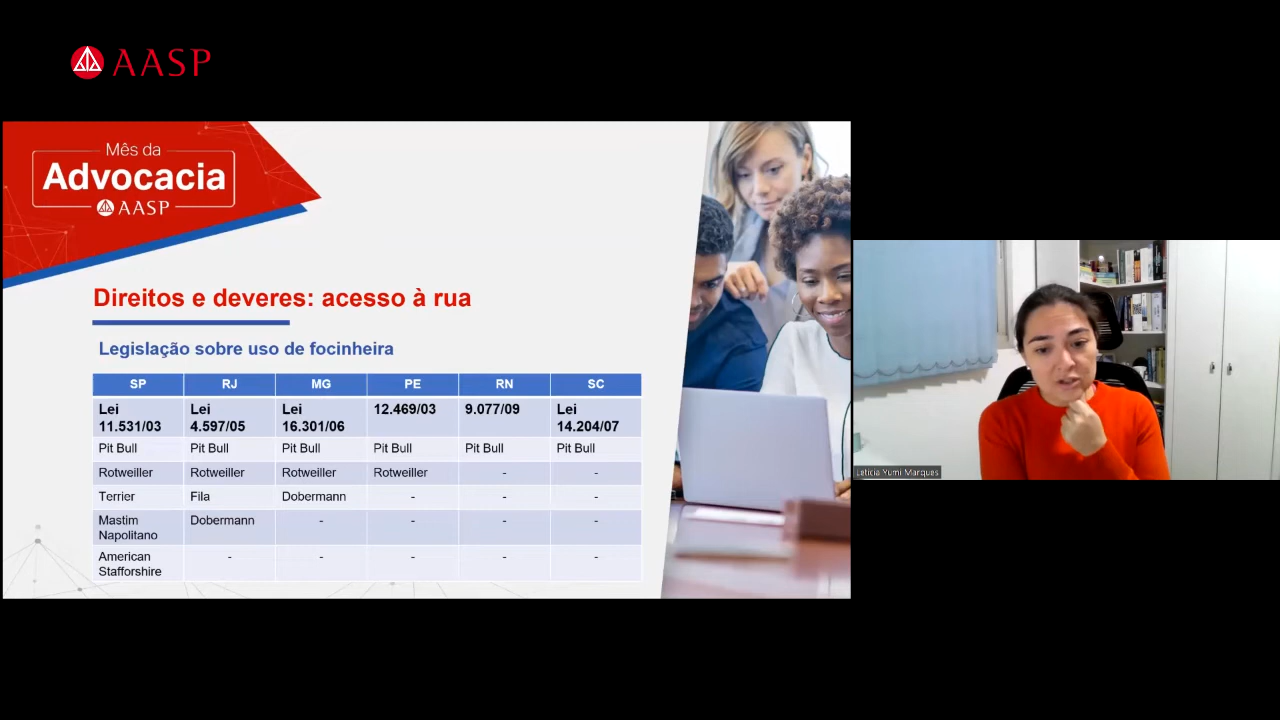 AASP
Mês da
Advocacia
AASP
Direitos e deveres: acesso à rua
Legislação sobre uso de focinheira
SP RJ MG PE RN SC
Lei 11.531/03 Lei 4.597/05 Lei 16.301/06 12.469/03 9.077/09 Lei 14.204/07
Pit Bull Pit Bull Pit Bull Pit Bull Pit Bull Pit Bull
Rotweiller Rotweiller Rotweiller Rotweiller - -
Terrier Fila Dobermann - - -
Mastim Napolitano Dobermann - - - -
American Stafforshire - - - - -
Leticia Yumi Marques